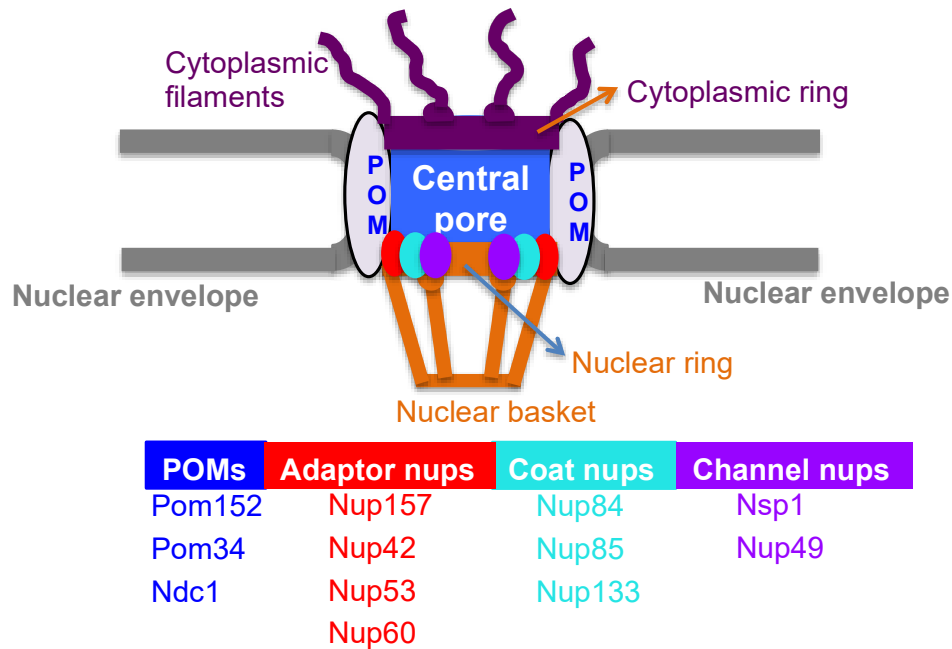 Cytoplasmic
filaments
Cytoplasmic ring
P
O
M
Central
pore
P
O
M
Nuclear envelope
Nuclear envelope
Nuclear ring
Nuclear basket
POMs Adaptor nups Coat nups Channel nups
Pom152 Nup157 Nup84 Nsp1
Pom34 Nup42 Nup85 Nup49
Ndc1 Nup53 Nup133
Nup60